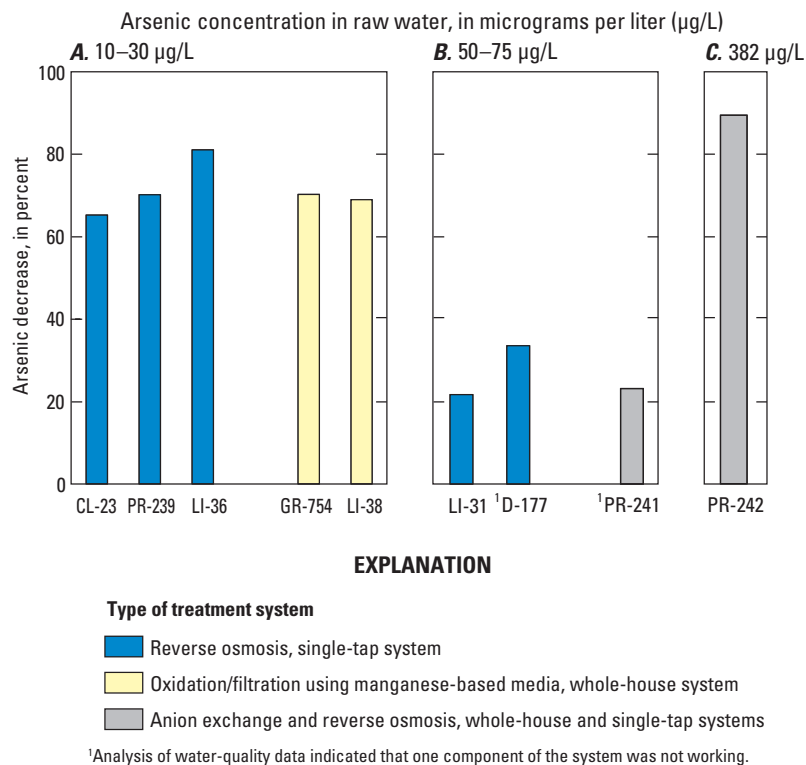 Arsenic concentration in raw water, in micrograms per liter (µg/L)
A. 10–30 µg/L
B. 50–75 µg/L
C. 382 µg/L
Arsenic decrease, in percent
100
80
60
40
20
0
CL-23 PR-239 LI-36 GR-754 LI-38
LI-31 ¹D-177 ¹PR-241
PR-242
EXPLANATION
Type of treatment system
Reverse osmosis, single-tap system
Oxidation/filtration using manganese-based media, whole-house system
Anion exchange and reverse osmosis, whole-house and single-tap systems
¹Analysis of water-quality data indicated that one component of the system was not working.